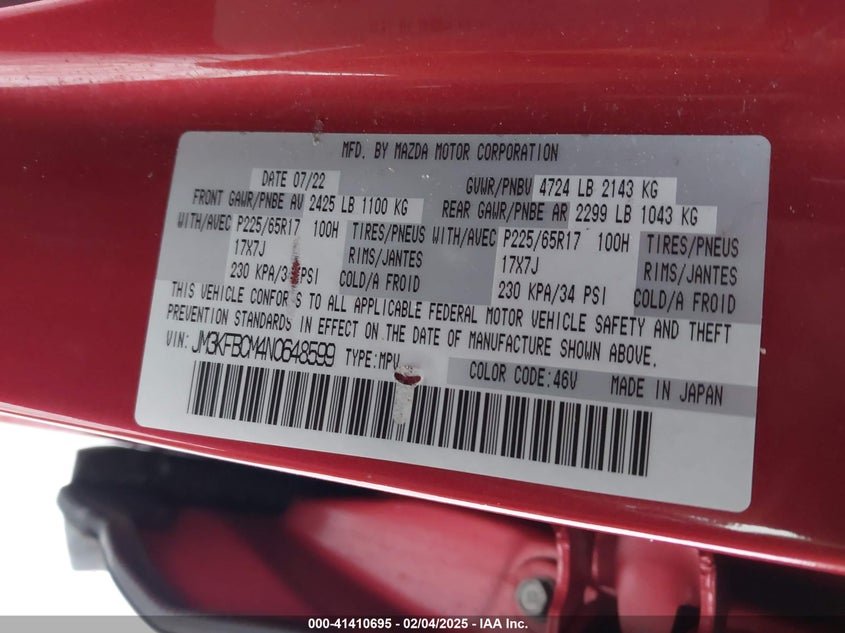 MFD. BY MAZDA MOTOR CORPORATION
DATE 07/22 GVWR/PNBV 4724 LB 2143 KG
FRONT GAWR/PNBE AV 2425 LB 1100 KG REAR GAWR/PNBE AR 2299 LB 1043 KG
WITH/AVEC P225/65R17 100H TIRES/PNEUS WITH/AVEC P225/65R17 100H TIRES/PNEUS
17X7J RIMS/JANTES 17X7J RIMS/JANTES
230 KPA/34 PSI COLD/A FROID 230 KPA/34 PSI COLD/A FROID
THIS VEHICLE CONFORMS TO ALL APPLICABLE FEDERAL MOTOR VEHICLE SAFETY AND THEFT
PREVENTION STANDARDS IN EFFECT ON THE DATE OF MANUFACTURE SHOWN ABOVE.
VIN: JM3KFBCM4N0648599 TYPE:MPV
COLOR CODE:46V MADE IN JAPAN
000-41410695 - 02/04/2025 - IAA Inc.